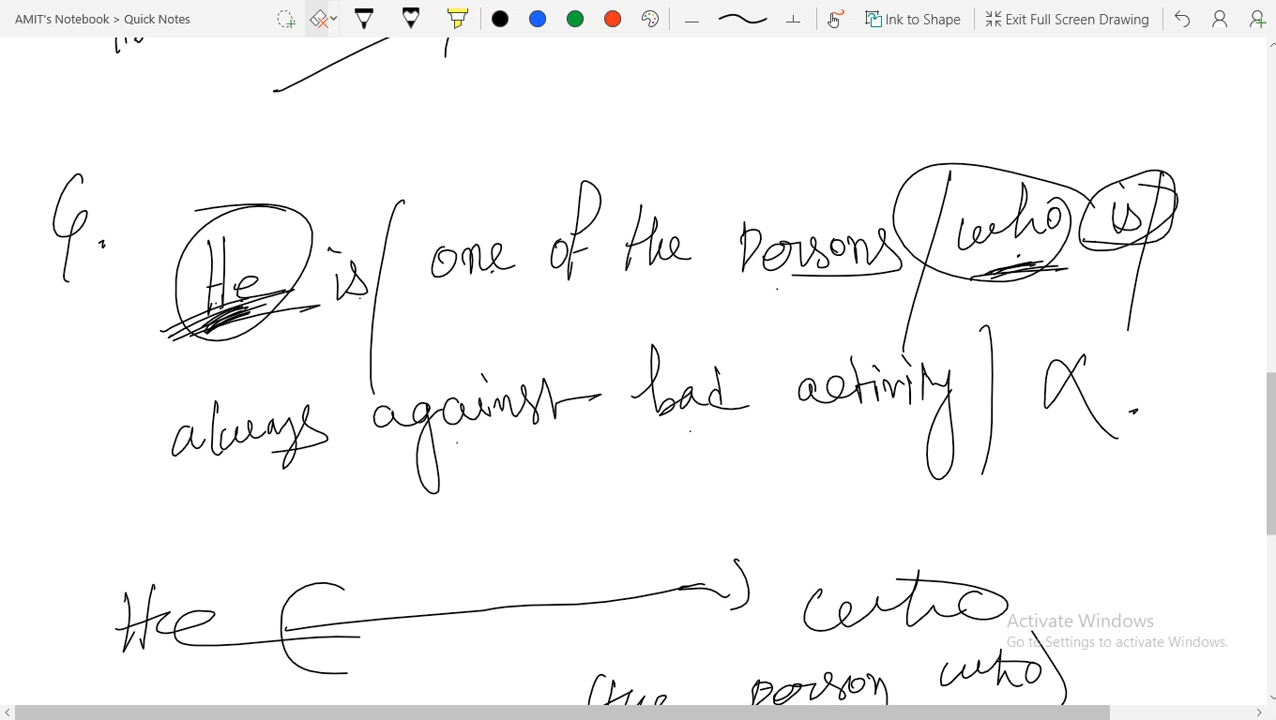 AMIT's Notebook > Quick Notes
Ink to Shape
Exit Full Screen Drawing
Q. He is / one of the persons / who is /
always against bad activity / x.
He who
Activate Windows
Go to Settings to activate Windows.
(the person who)